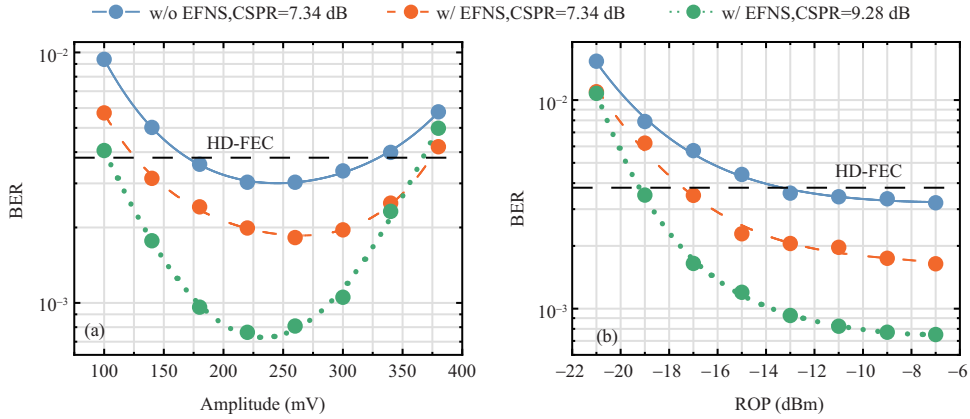 w/o EFNS,CSPR=7.34 dB w/ EFNS,CSPR=7.34 dB w/ EFNS,CSPR=9.28 dB
10−2
10−3
BER
HD-FEC
(a)
100 150 200 250 300 350 400
Amplitude (mV)
10−2
10−3
BER
HD-FEC
(b)
−22 −20 −18 −16 −14 −12 −10 −8 −6
ROP (dBm)